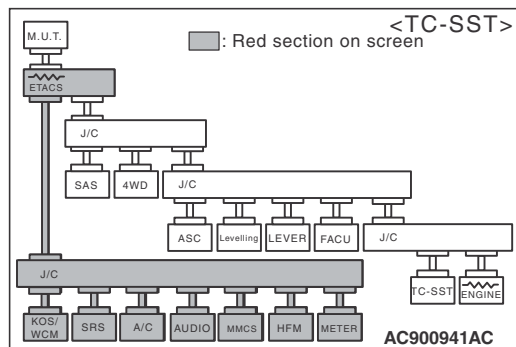 <TC-SST>
M.U.T.
: Red section on screen
ETACS
J/C
SAS
4WD
J/C
ASC
Levelling
LEVER
FACU
J/C
TC-SST
ENGINE
J/C
KOS/
WCM
SRS
A/C
AUDIO
MMCS
HFM
METER
AC900941AC